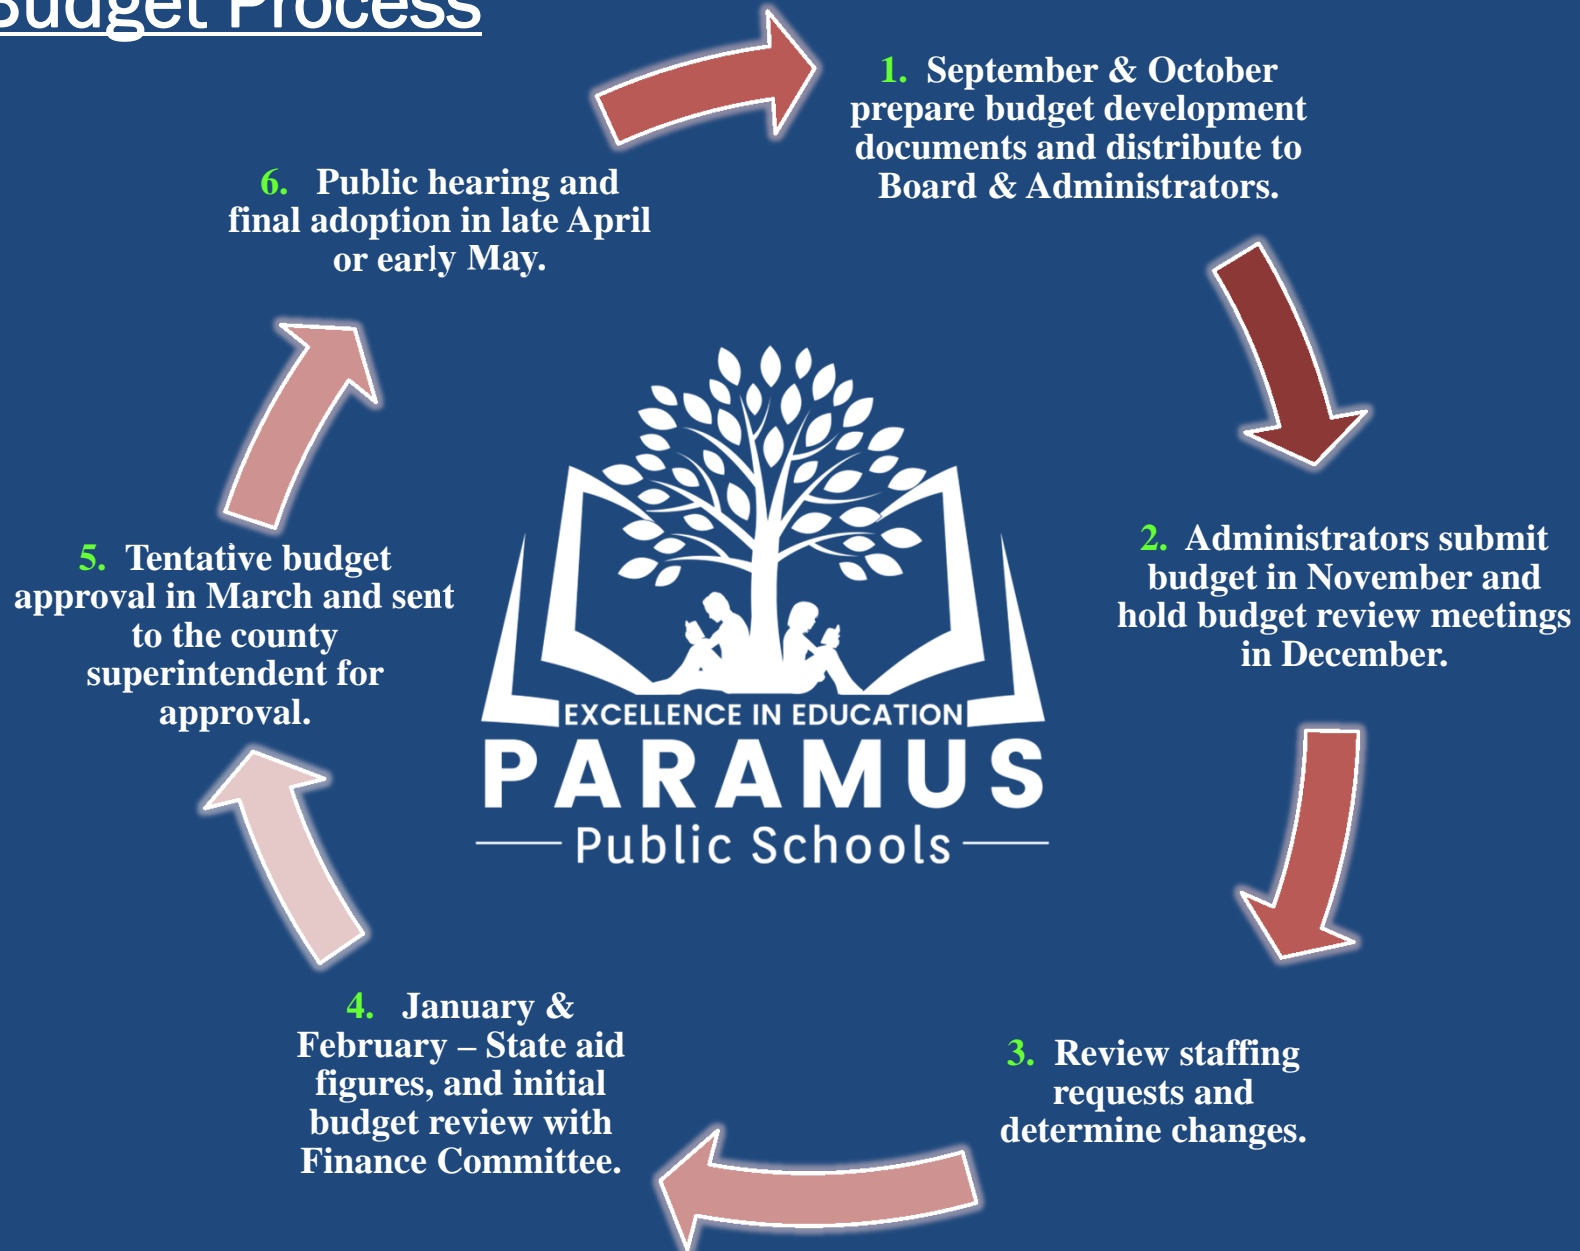 Budget Process
1. September & October
prepare budget development
documents and distribute to
Board & Administrators.
2. Administrators submit
budget in November and
hold budget review meetings
in December.
3. Review staffing
requests and
determine changes.
4. January &
February – State aid
figures, and initial
budget review with
Finance Committee.
5. Tentative budget
approval in March and sent
to the county
superintendent for
approval.
6. Public hearing and
final adoption in late April
or early May.
EXCELLENCE IN EDUCATION
PARAMUS
Public Schools